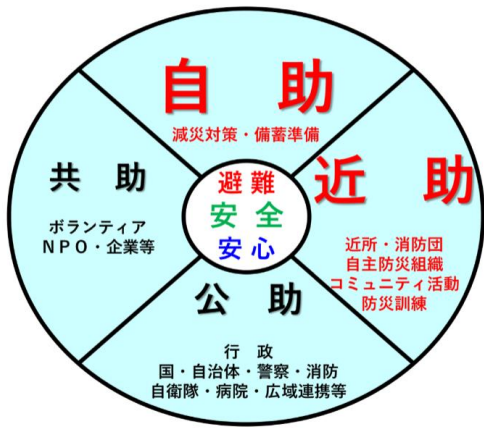 自 助
減災対策・備蓄準備
共 助
ボランティア
NPO・企業等
避難
安全
安心
近 助
近所・消防団
自主防災組織
コミュニティ活動
防災訓練
公 助
行 政
国・自治体・警察・消防
自衛隊・病院・広域連携等